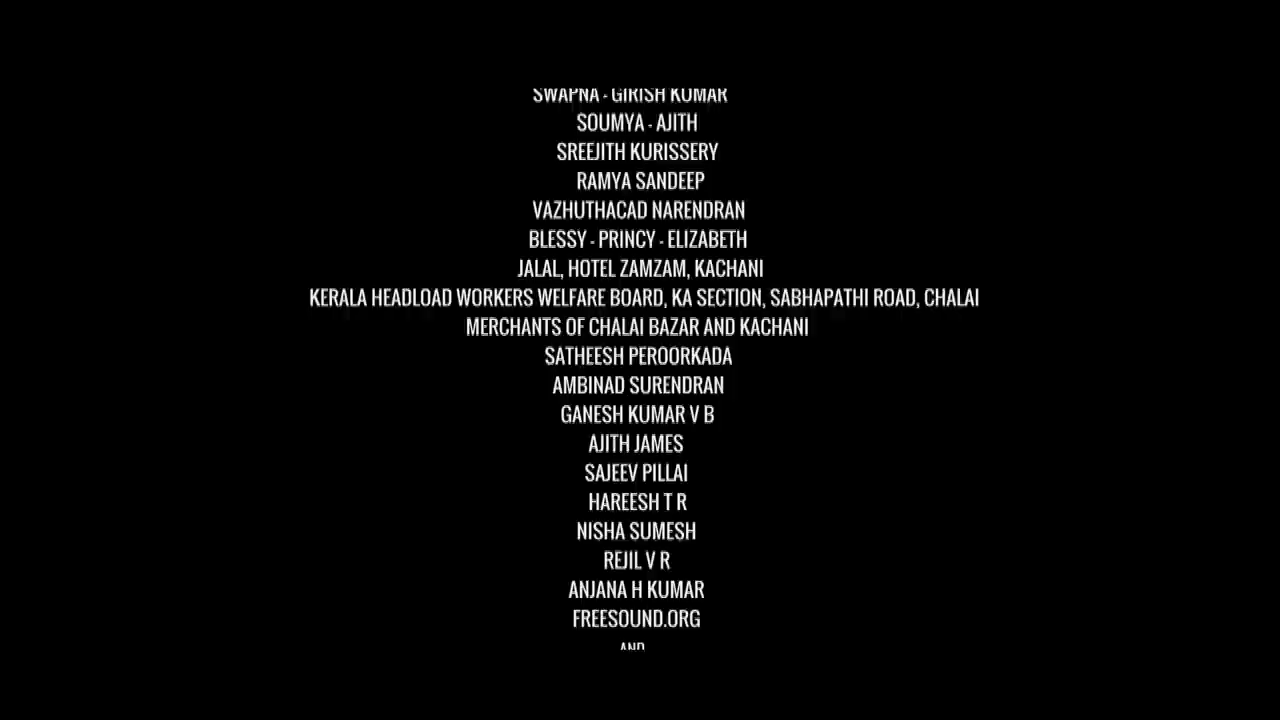 SWAPNA - GIRISH KUMAR
SOUMYA - AJITH
SREEJITH KURISSERY
RAMYA SANDEEP
VAZHUTHACAD NARENDRAN
BLESSY - PRINCY - ELIZABETH
JALAL, HOTEL ZAMZAM, KACHANI
KERALA HEADLOAD WORKERS WELFARE BOARD, KA SECTION, SABHAPATHI ROAD, CHALAI
MERCHANTS OF CHALAI BAZAR AND KACHANI
SATHEESH PEROORKADA
AMBINAD SURENDRAN
GANESH KUMAR V B
AJITH JAMES
SAJEEV PILLAI
HAREESH T R
NISHA SUMESH
REJIL V R
ANJANA H KUMAR
FREESOUND.ORG
AND